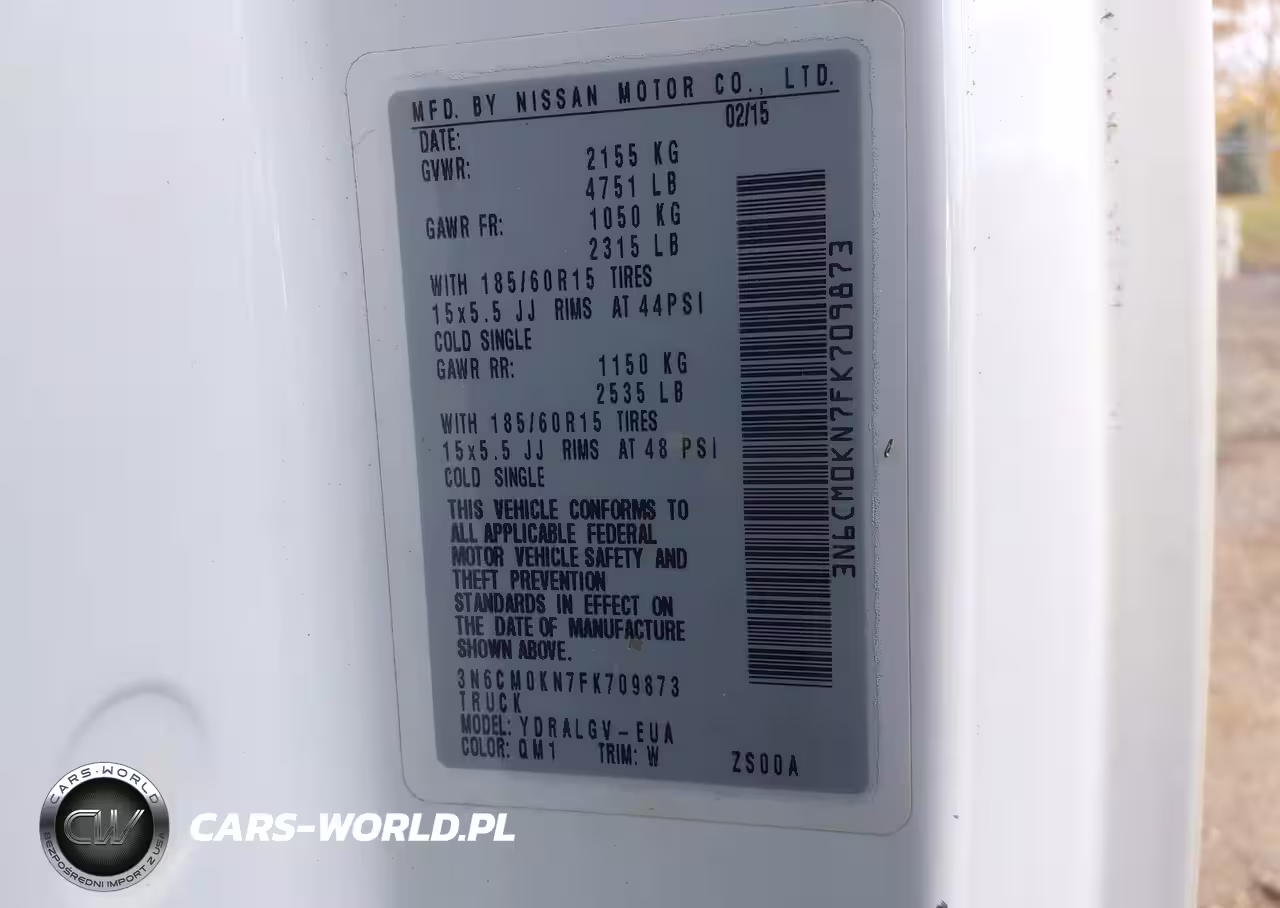 MFD. BY NISSAN MOTOR CO., LTD.
DATE: 02/15
GVWR: 2155 KG
4751 LB
GAWR FR: 1050 KG
2315 LB
WITH 185/60R15 TIRES
15x5.5 JJ RIMS AT 44PSI
COLD SINGLE
GAWR RR: 1150 KG
2535 LB
WITH 185/60R15 TIRES
15x5.5 JJ RIMS AT 48 PSI
COLD SINGLE
THIS VEHICLE CONFORMS TO
ALL APPLICABLE FEDERAL
MOTOR VEHICLE SAFETY AND
THEFT PREVENTION
STANDARDS IN EFFECT ON
THE DATE OF MANUFACTURE
SHOWN ABOVE.
3N6CM0KN7FK709873
TRUCK
MODEL: YDRALGV-EUA
COLOR: QM1 TRIM: W ZS00A
3N6CM0KN7FK709873
CARS-WORLD
CW
BEZPOŚREDNI IMPORT Z USA
CARS-WORLD.PL